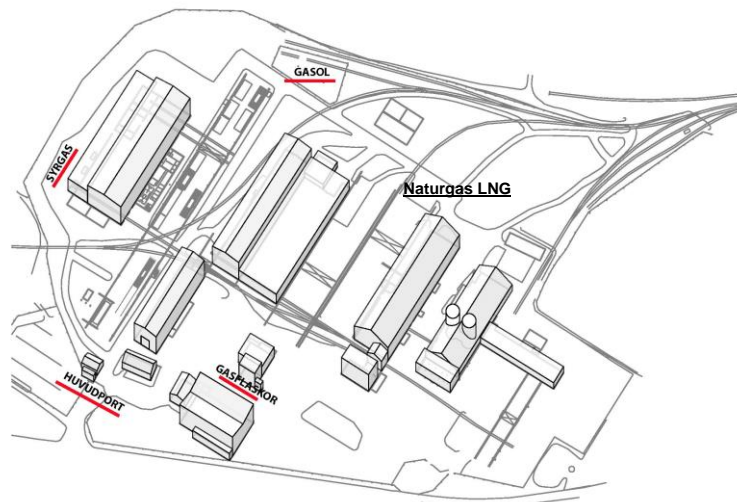 GASOL
SYRGAS
Naturgas LNG
HUVUDPORT
GASFLASKOR